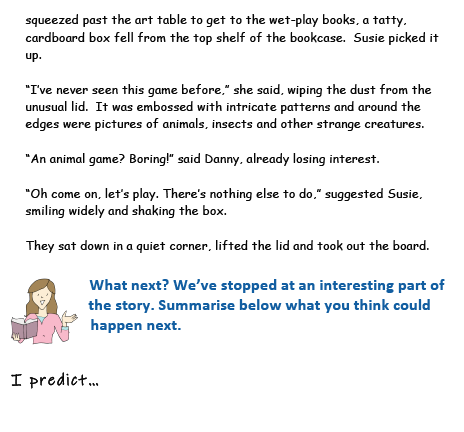 squeezed past the art table to get to the wet-play books, a tatty,
cardboard box fell from the top shelf of the bookcase.  Susie picked it
up.
“I’ve never seen this game before,” she said, wiping the dust from the
unusual lid.  It was embossed with intricate patterns and around the
edges were pictures of animals, insects and other strange creatures.
“An animal game? Boring!” said Danny, already losing interest.
“Oh come on, let’s play. There’s nothing else to do,” suggested Susie,
smiling widely and shaking the box.
They sat down in a quiet corner, lifted the lid and took out the board.
What next? We’ve stopped at an interesting part of
the story. Summarise below what you think could
happen next.
I predict…